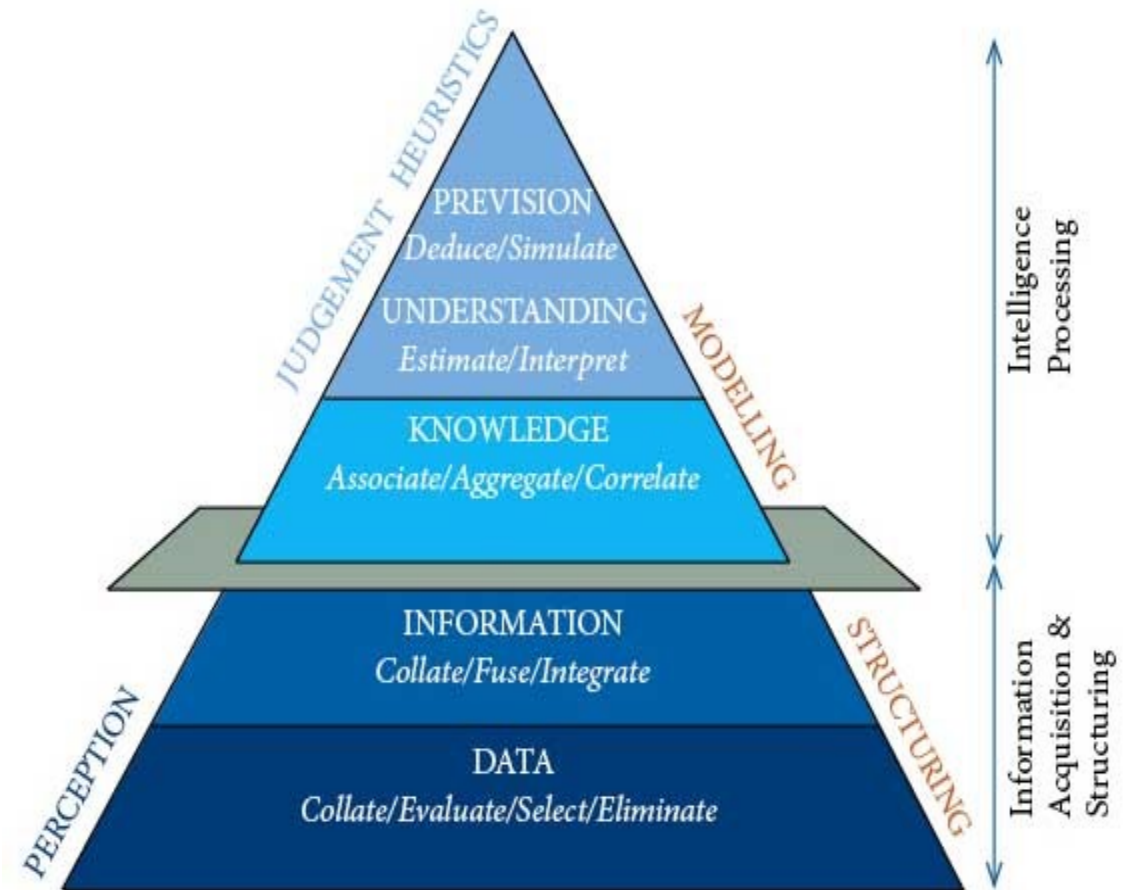 JUDGEMENT HEURISTICS
PREVISION
Deduce/Simulate
UNDERSTANDING
Estimate/Interpret
MODELLING
KNOWLEDGE
Associate/Aggregate/Correlate
Intelligence
Processing
PERCEPTION
INFORMATION
Collate/Fuse/Integrate
DATA
Collate/Evaluate/Select/Eliminate
STRUCTURING
Information
Acquisition &
Structuring